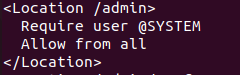 <Location /admin>
  Require user @SYSTEM
  Allow from all
</Location>